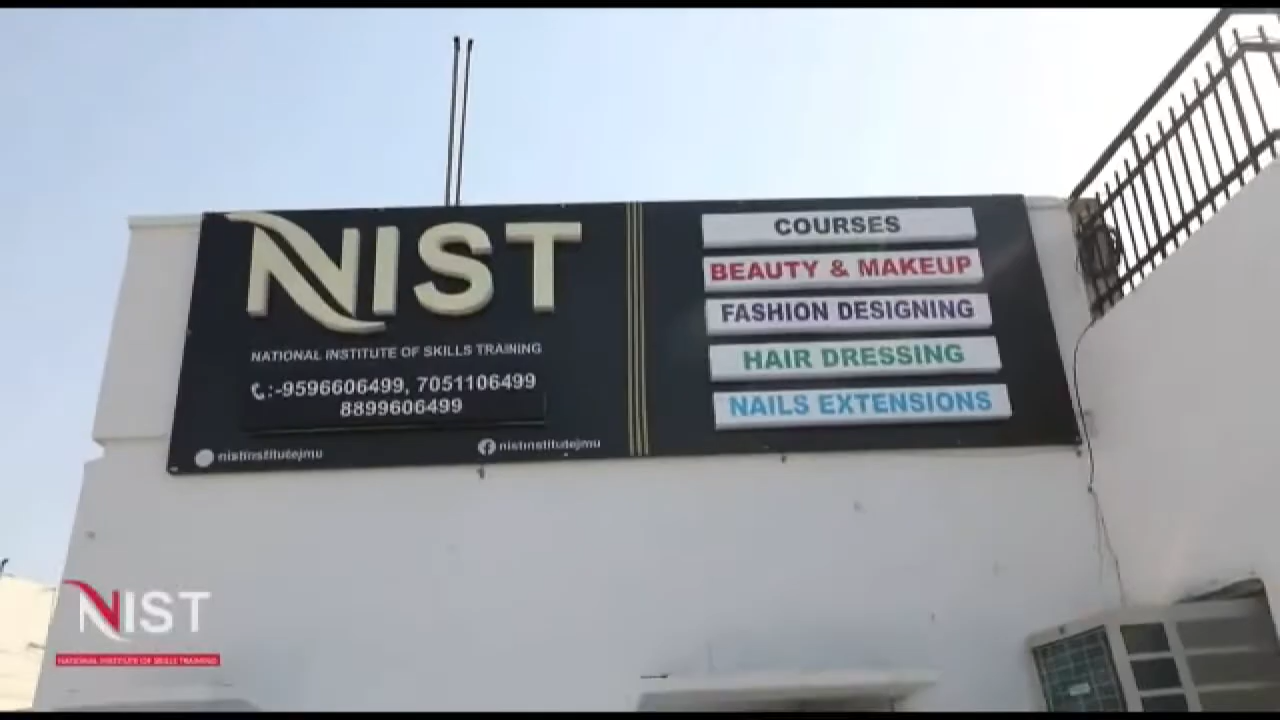 NIST
NATIONAL INSTITUTE OF SKILLS TRAINING
:-9596606499, 7051106499
8899606499
nistinstitutejmu
nistinstitutejmu
COURSES
BEAUTY & MAKEUP
FASHION DESIGNING
HAIR DRESSING
NAILS EXTENSIONS
NIST
NATIONAL INSTITUTE OF SKILLS TRAINING